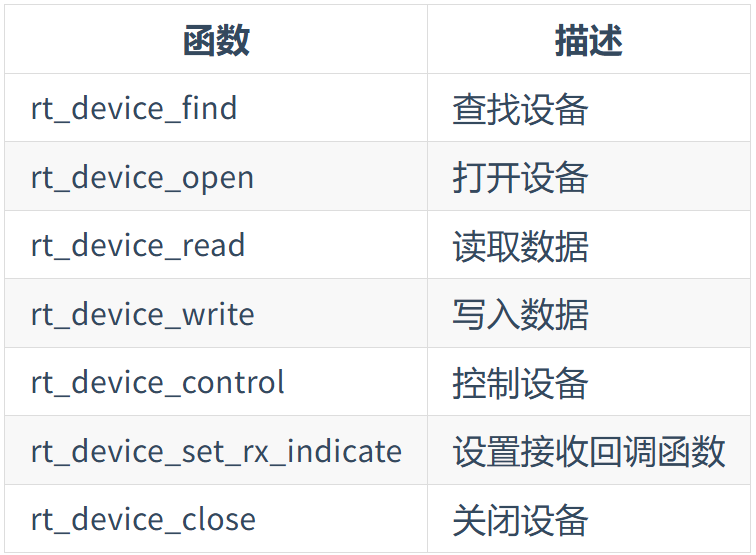 函数 描述
rt_device_find 查找设备
rt_device_open 打开设备
rt_device_read 读取数据
rt_device_write 写入数据
rt_device_control 控制设备
rt_device_set_rx_indicate 设置接收回调函数
rt_device_close 关闭设备